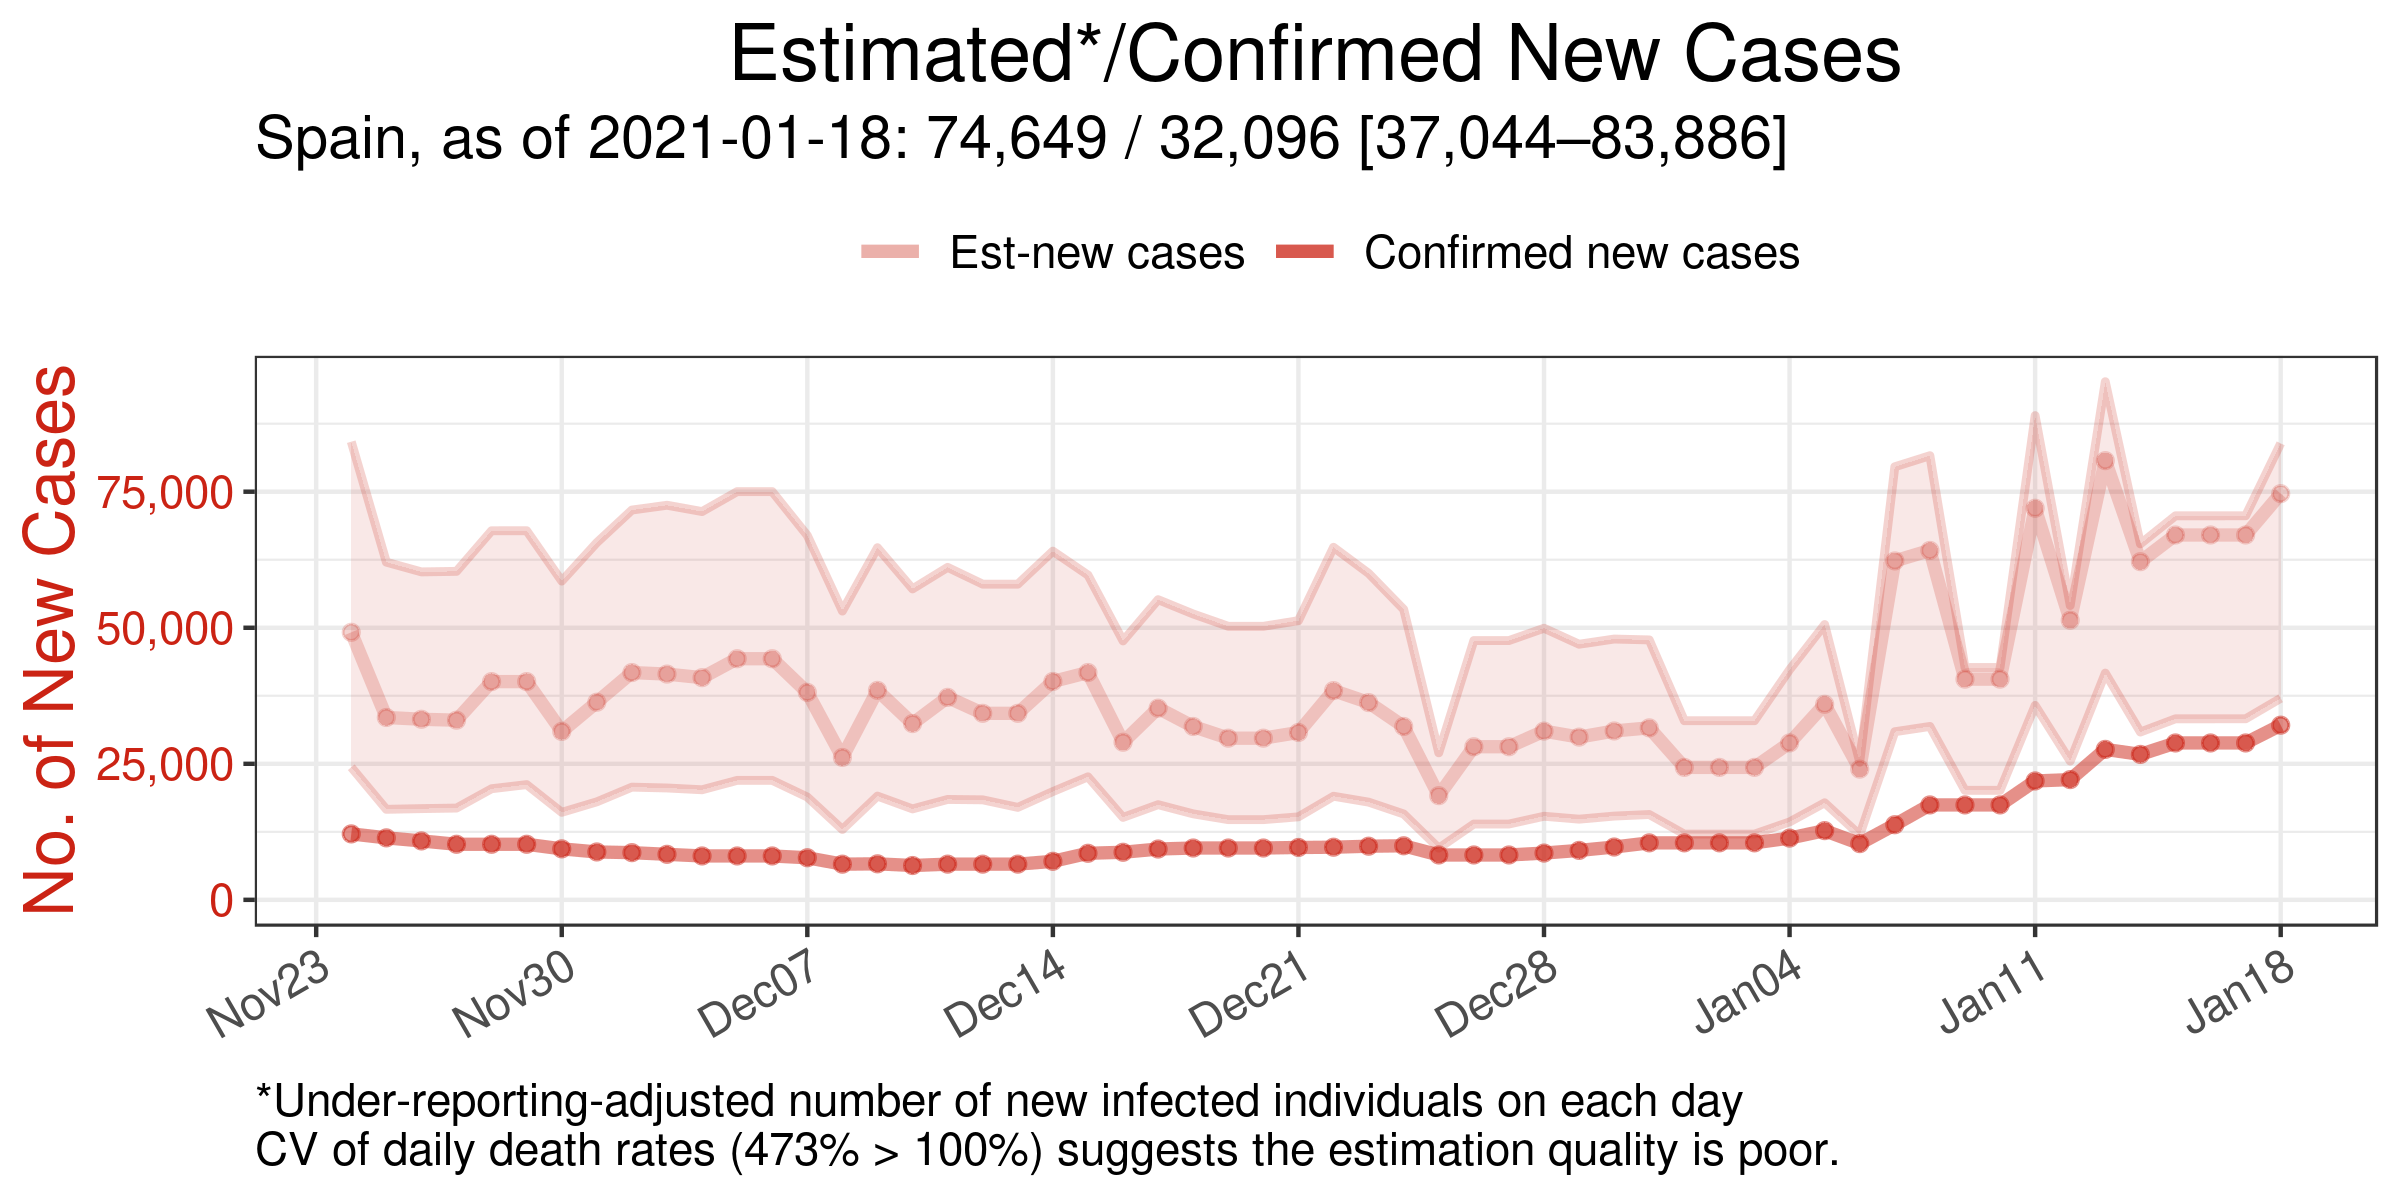 Estimated*/Confirmed New Cases
Spain, as of 2021-01-18: 74,649 / 32,096 [37,044–83,886]
Est-new cases
Confirmed new cases
No. of New Cases
75,000
50,000
25,000
0
Nov23
Nov30
Dec07
Dec14
Dec21
Dec28
Jan04
Jan11
Jan18
*Under-reporting-adjusted number of new infected individuals on each day
CV of daily death rates (473% > 100%) suggests the estimation quality is poor.